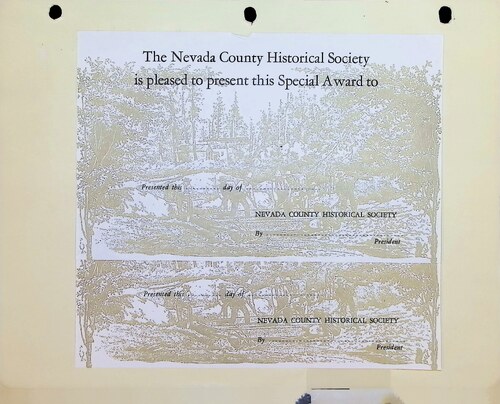 The Nevada County Historical Society
is pleased to present this Special Award to
Presented this .......... day of ....................
NEVADA COUNTY HISTORICAL SOCIETY
By ........................................
President
Presented this .......... day of ....................
NEVADA COUNTY HISTORICAL SOCIETY
By ........................................
President